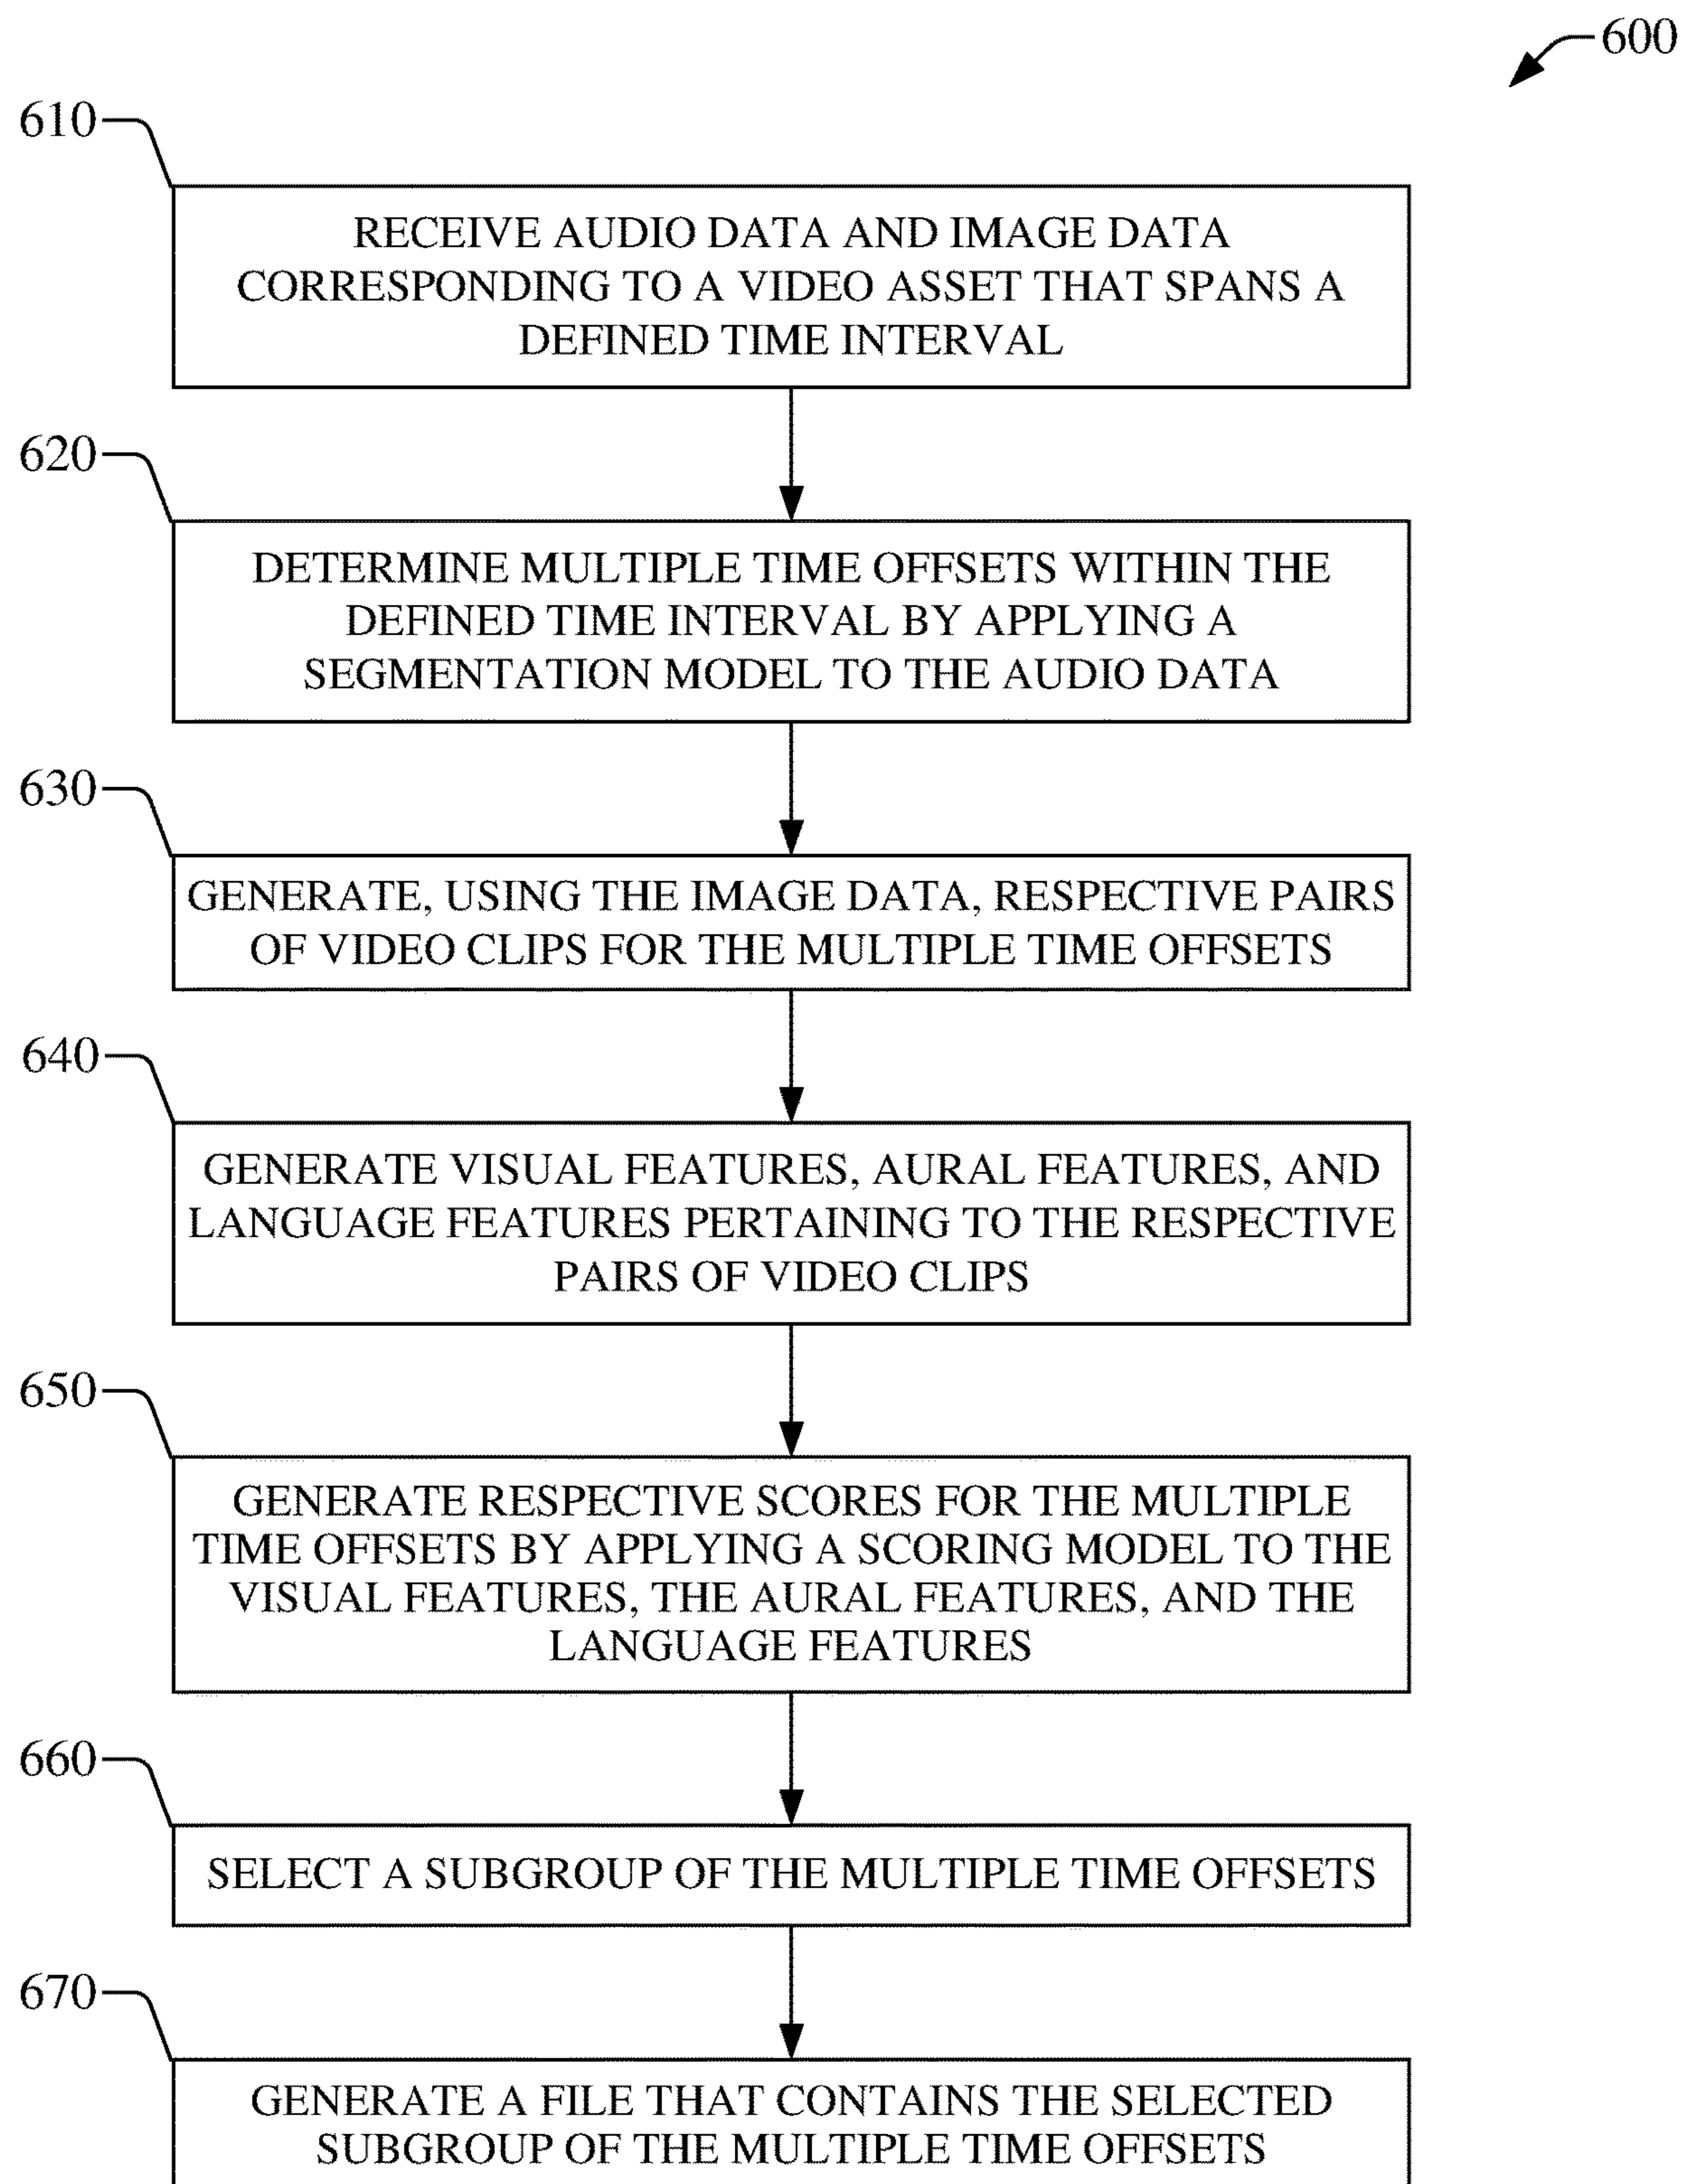 600
610
RECEIVE AUDIO DATA AND IMAGE DATA
CORRESPONDING TO A VIDEO ASSET THAT SPANS A
DEFINED TIME INTERVAL
620
DETERMINE MULTIPLE TIME OFFSETS WITHIN THE
DEFINED TIME INTERVAL BY APPLYING A
SEGMENTATION MODEL TO THE AUDIO DATA
630
GENERATE, USING THE IMAGE DATA, RESPECTIVE PAIRS
OF VIDEO CLIPS FOR THE MULTIPLE TIME OFFSETS
640
GENERATE VISUAL FEATURES, AURAL FEATURES, AND
LANGUAGE FEATURES PERTAINING TO THE RESPECTIVE
PAIRS OF VIDEO CLIPS
650
GENERATE RESPECTIVE SCORES FOR THE MULTIPLE
TIME OFFSETS BY APPLYING A SCORING MODEL TO THE
VISUAL FEATURES, THE AURAL FEATURES, AND THE
LANGUAGE FEATURES
660
SELECT A SUBGROUP OF THE MULTIPLE TIME OFFSETS
670
GENERATE A FILE THAT CONTAINS THE SELECTED
SUBGROUP OF THE MULTIPLE TIME OFFSETS